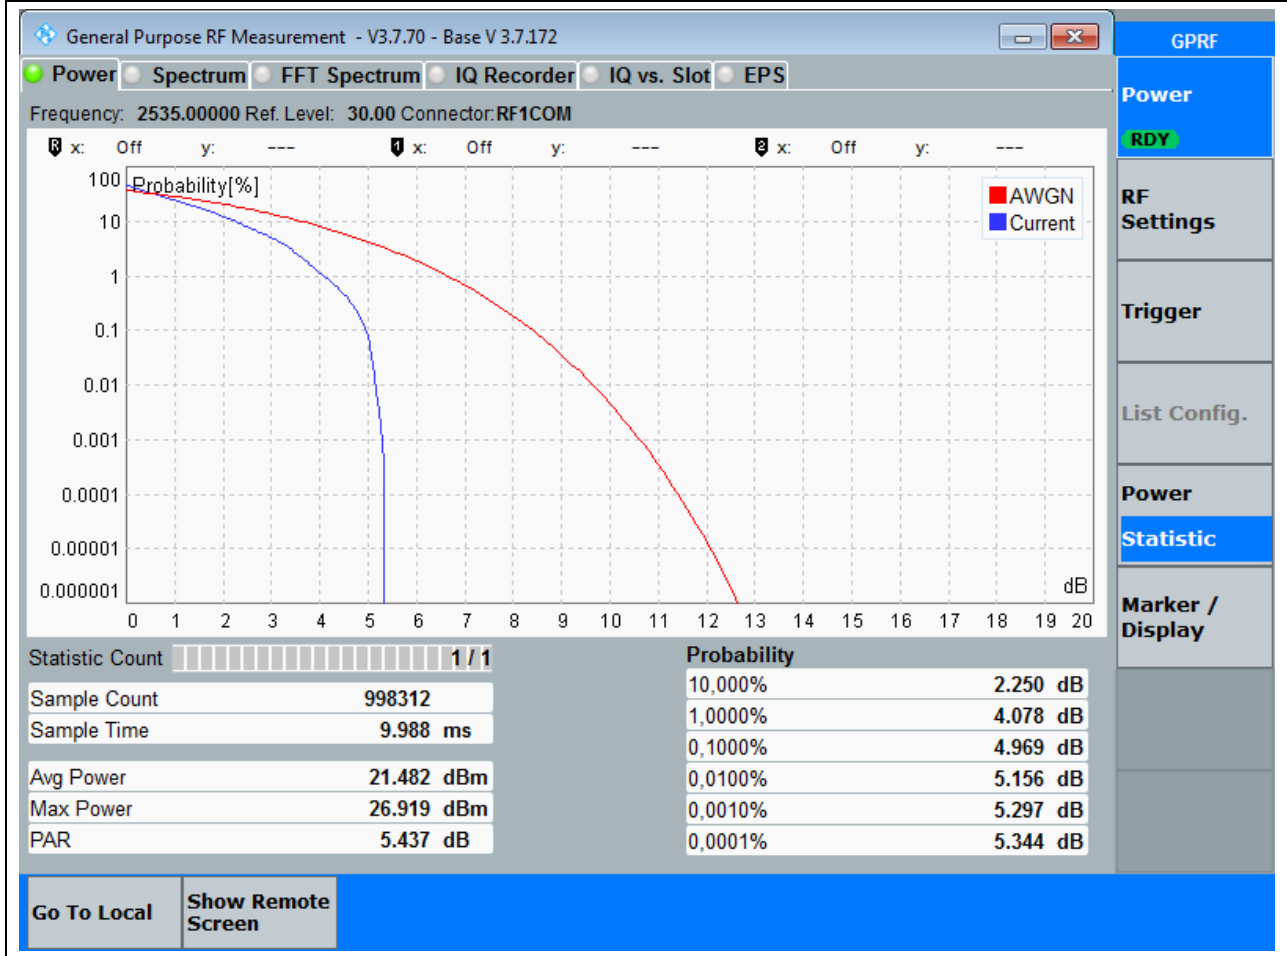 General Purpose RF Measurement - V3.7.70 - Base V 3.7.172
GPRF
Power Spectrum FFT Spectrum IQ Recorder IQ vs. Slot EPS
Frequency: 2535.00000 Ref. Level: 30.00 Connector:RF1COM
R x: Off y: --- 1 x: Off y: --- 2 x: Off y: ---
Probability[%]
AWGN
Current
100
10
1
0.1
0.01
0.001
0.0001
0.00001
0.000001
dB
0 1 2 3 4 5 6 7 8 9 10 11 12 13 14 15 16 17 18 19 20
Statistic Count 1 / 1
Sample Count 998312
Sample Time 9.988 ms
Avg Power 21.482 dBm
Max Power 26.919 dBm
PAR 5.437 dB
Probability
10,000% 2.250 dB
1,0000% 4.078 dB
0,1000% 4.969 dB
0,0100% 5.156 dB
0,0010% 5.297 dB
0,0001% 5.344 dB
Power
RDY
RF
Settings
Trigger
List Config.
Power
Statistic
Marker /
Display
Go To Local
Show Remote
Screen